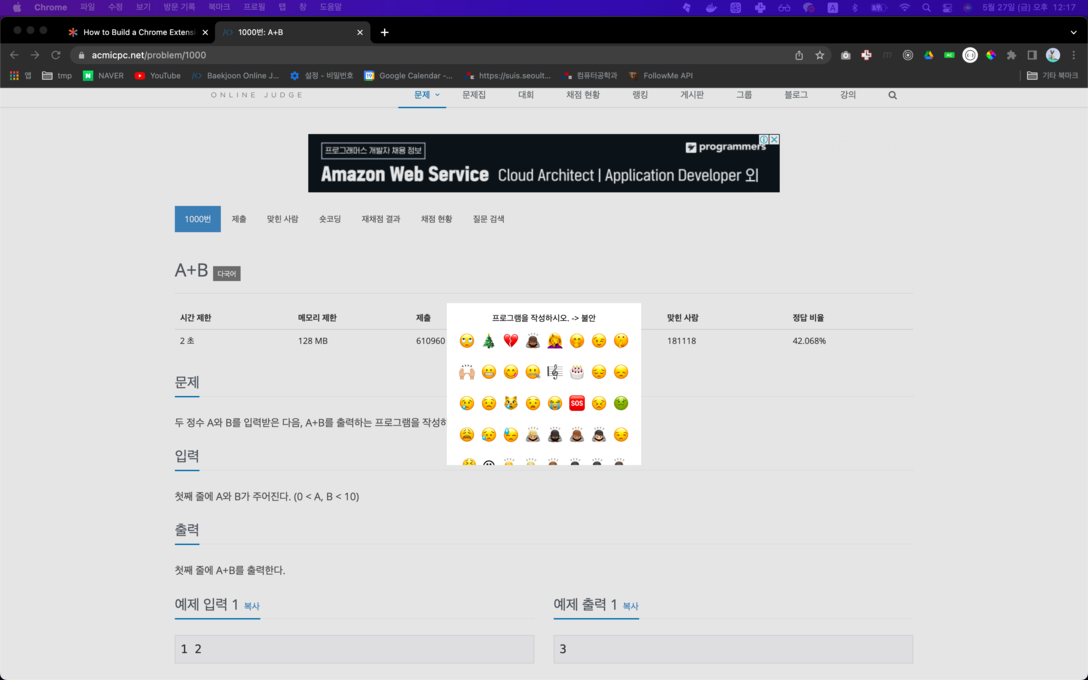 Chrome 파일 수정 보기 방문 기록 북마크 프로필 탭 창 도움말 5월 27일 (금) 오후 12:17
How to Build a Chrome Extens 1000번: A+B
acmicpc.net/problem/1000
앱 tmp NAVER YouTube Baekjoon Online J... 설정 - 비밀번호 Google Calendar -... https://suis.seoult... 컴퓨터공학과 FollowMe API 기타 북마크
ONLINE JUDGE 문제 문제집 대회 채점 현황 랭킹 게시판 그룹 블로그 강의
프로그래머스 개발자 채용 정보 programmers
Amazon Web Service Cloud Architect | Application Developer 외
1000번 제출 맞힌 사람 숏코딩 재채점 결과 채점 현황 질문 검색
A+B 다국어
시간 제한 메모리 제한 제출 맞힌 사람 정답 비율
2 초 128 MB 610960 181118 42.068%
프로그램을 작성하시오. -> 불안
SOS
문제
두 정수 A와 B를 입력받은 다음, A+B를 출력하는 프로그램을 작성하
입력
첫째 줄에 A와 B가 주어진다. (0 < A, B < 10)
출력
첫째 줄에 A+B를 출력한다.
예제 입력 1 복사
1 2
예제 출력 1 복사
3